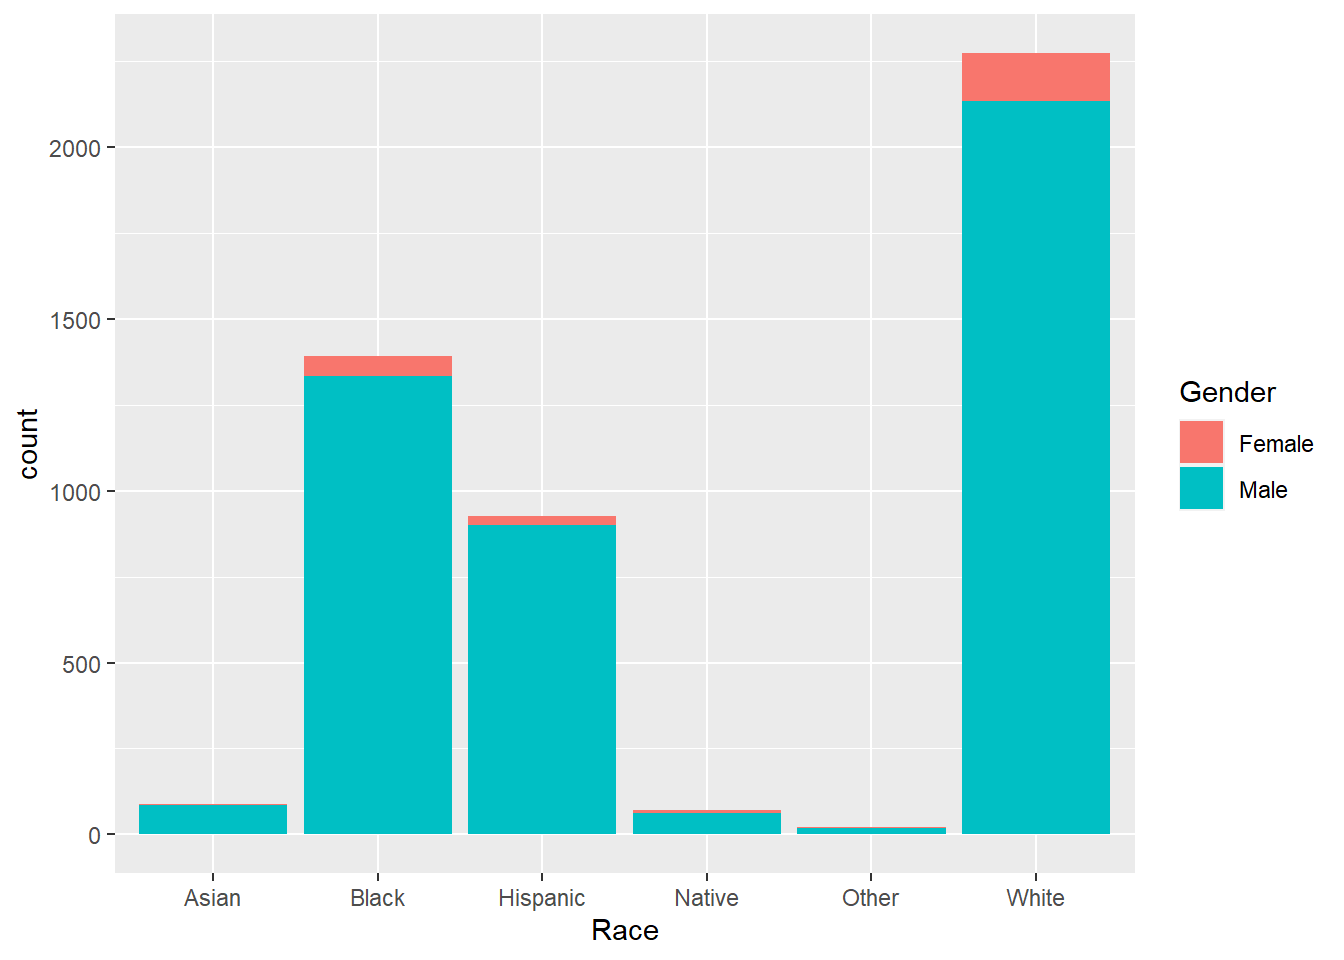 2000
1500
1000
500
0
count
Asian Black Hispanic Native Other White
Race
Gender
Female
Male